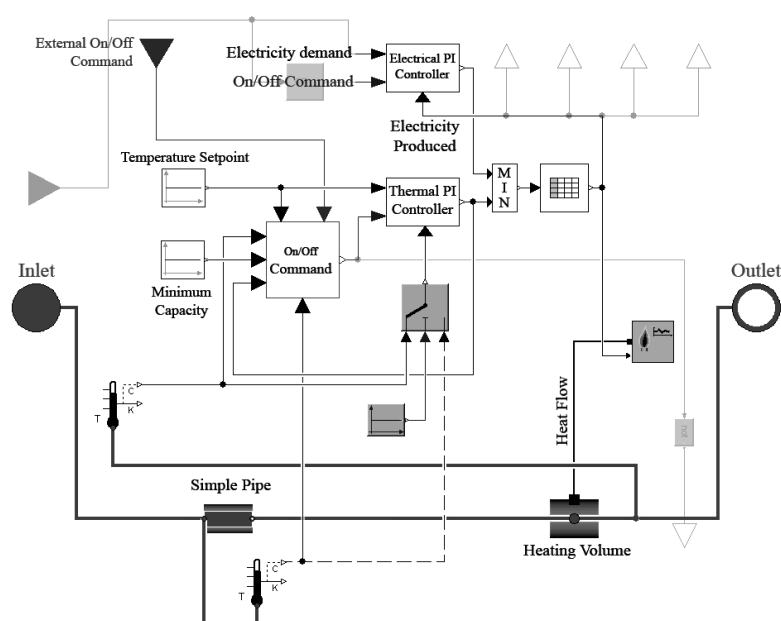 External On/Off
Command
Electricity demand
On/Off Command
Electrical PI
Controller
Electricity
Produced
Temperature Setpoint
Thermal PI
Controller
M
I
N
On/Off
Command
Minimum
Capacity
Inlet
Outlet
T
C
K
T
Heat Flow
not
Simple Pipe
Heating Volume
C
K
T